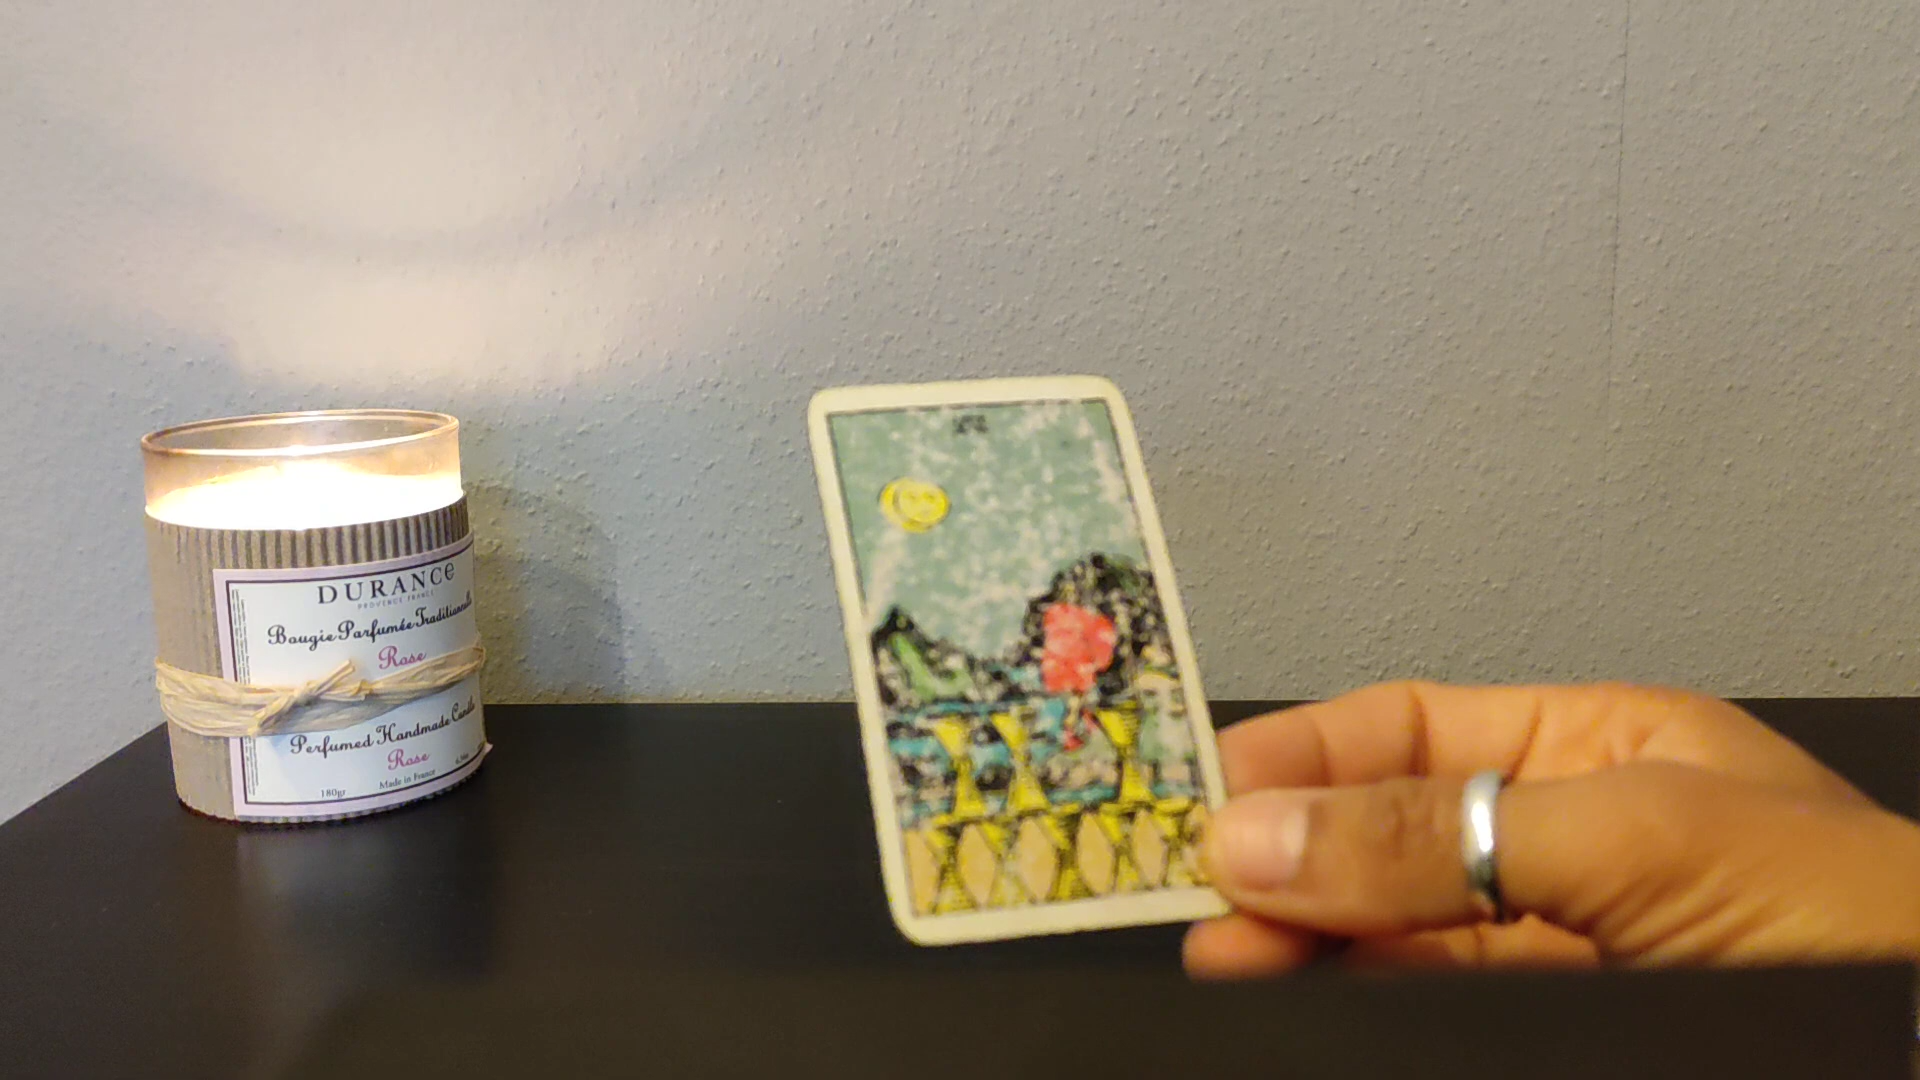 DURANCE
PROVENCE FRANCE
Bougie Parfumée Traditionnelle
Rose
Perfumed Handmade Candle
Rose
Made in France
180gr